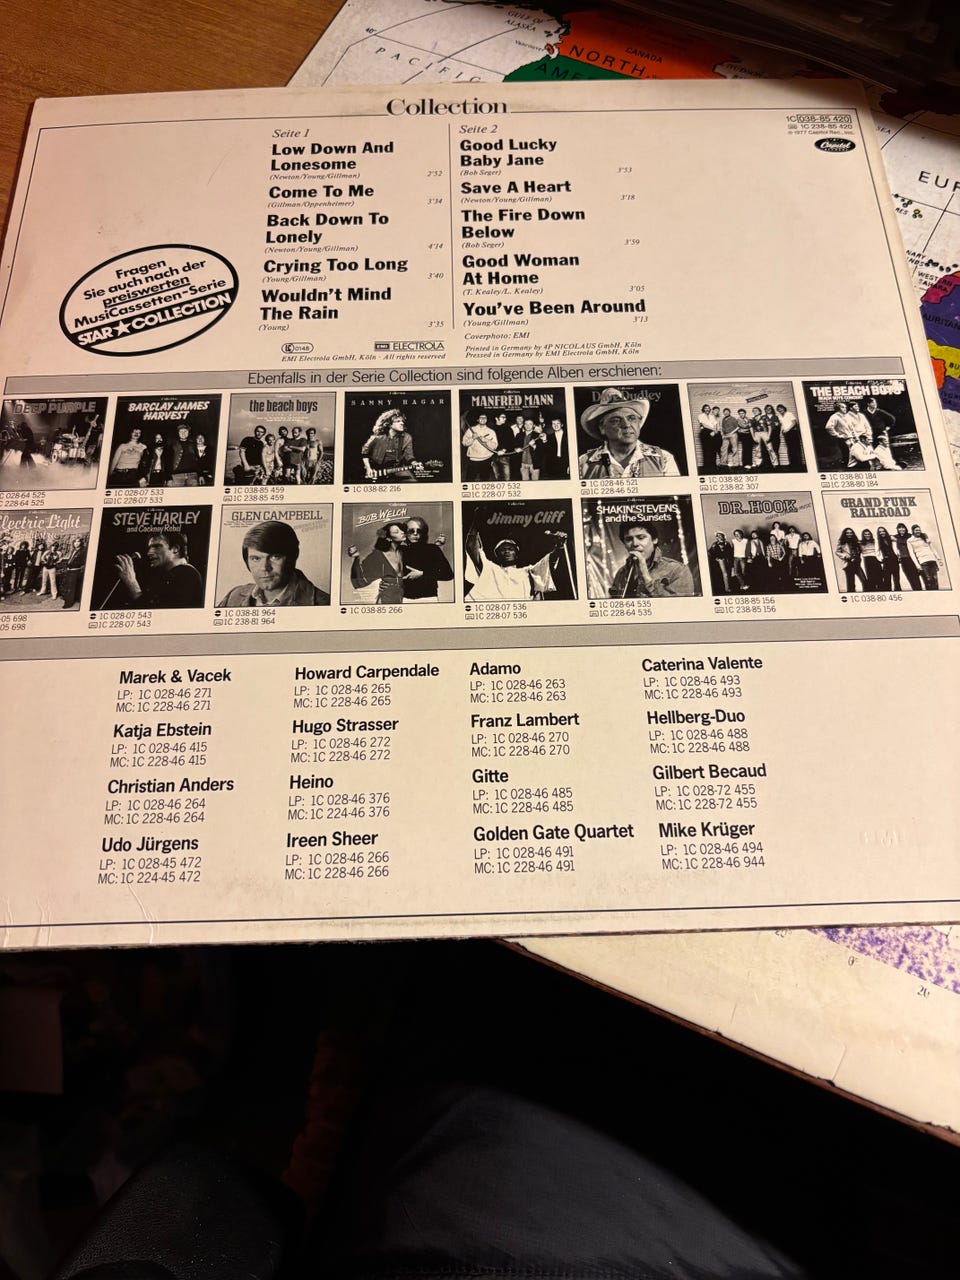 GULF OF
ALASKA
40°
PACIFIC
Vancouver
NORTH
AMERI
CANADA
HUDSON
SEA
EUR
WESTERN
SAHARA
AURITAN
Collection
1C 038-85 420
1C 238-85 420
℗ 1977 Capitol Rec., Inc.
Capitol
Seite 1
Low Down And
Lonesome
(Newton/Young/Gillman) 2'52
Come To Me
(Gillman/Oppenheimer) 3'34
Back Down To
Lonely
(Newton/Young/Gillman) 4'14
Crying Too Long
(Young/Gillman) 3'40
Wouldn't Mind
The Rain
(Young) 3'35
Seite 2
Good Lucky
Baby Jane
(Bob Seger) 3'53
Save A Heart
(Newton/Young/Gillman) 3'18
The Fire Down
Below
(Bob Seger) 3'59
Good Woman
At Home
(T. Kealey/L. Kealey) 3'05
You've Been Around
(Young/Gillman) 3'13
Fragen
Sie auch nach der
preiswerten
MusiCassetten-Serie
STAR★COLLECTION
LC 0148
EMI ELECTROLA
EMI Electrola GmbH, Köln · All rights reserved
Coverphoto: EMI
Printed in Germany by 4P NICOLAUS GmbH, Köln
Pressed in Germany by EMI Electrola GmbH, Köln
Ebenfalls in der Serie Collection sind folgende Alben erschienen:
DEEP PURPLE
BARCLAY JAMES
HARVEST
the beach boys
SAMMY HAGAR
MANFRED MANN
Dave Dudley
THE BEACH BOYS
C 028-64 525
228-64 525
1C 028-07 533
1C 228-07 533
1C 038-85 459
1C 238-85 459
1C 038-82 216
1C 028-07 532
1C 228-07 532
1C 028-46 521
1C 228-46 521
1C 038-82 307
1C 238-82 307
1C 038-80 184
1C 238-80 184
Electric Light
STEVE HARLEY
and Cockney Rebel
GLEN CAMPBELL
BOB WELCH
Jimmy Cliff
SHAKIN' STEVENS
and the Sunsets
DR. HOOK
GRAND FUNK
RAILROAD
-05 698
05 698
1C 028-07 543
1C 228-07 543
1C 038-81 964
1C 238-81 964
1C 038-85 266
1C 028-07 536
1C 228-07 536
1C 028-64 535
1C 228-64 535
1C 038-85 156
1C 238-85 156
1C 038-80 456
Marek & Vacek
LP: 1C 028-46 271
MC: 1C 228-46 271
Howard Carpendale
LP: 1C 028-46 265
MC: 1C 228-46 265
Adamo
LP: 1C 028-46 263
MC: 1C 228-46 263
Caterina Valente
LP: 1C 028-46 493
MC: 1C 228-46 493
Katja Ebstein
LP: 1C 028-46 415
MC: 1C 228-46 415
Hugo Strasser
LP: 1C 028-46 272
MC: 1C 228-46 272
Franz Lambert
LP: 1C 028-46 270
MC: 1C 228-46 270
Hellberg-Duo
LP: 1C 028-46 488
MC: 1C 228-46 488
Christian Anders
LP: 1C 028-46 264
MC: 1C 228-46 264
Heino
LP: 1C 028-46 376
MC: 1C 224-46 376
Gitte
LP: 1C 028-46 485
MC: 1C 228-46 485
Gilbert Becaud
LP: 1C 028-72 455
MC: 1C 228-72 455
Udo Jürgens
LP: 1C 028-45 472
MC: 1C 224-45 472
Ireen Sheer
LP: 1C 028-46 266
MC: 1C 228-46 266
Golden Gate Quartet
LP: 1C 028-46 491
MC: 1C 228-46 491
Mike Krüger
LP: 1C 028-46 494
MC: 1C 228-46 944
0°
20